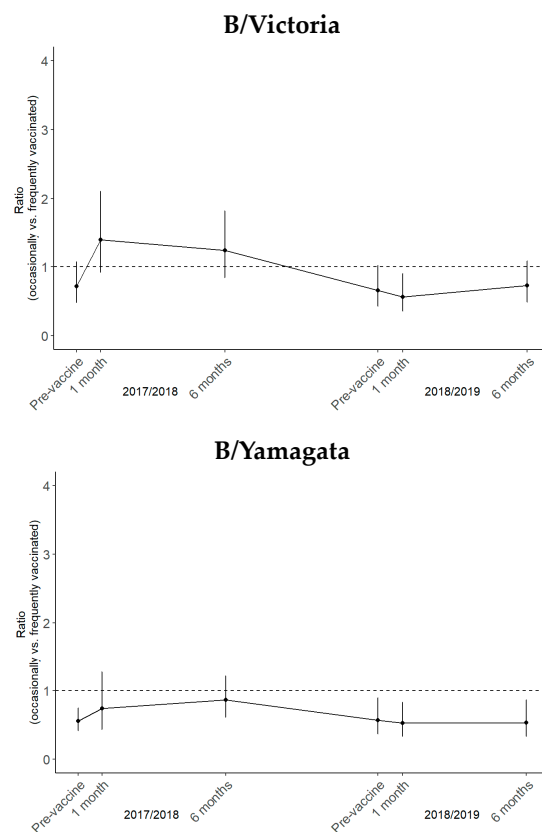 B/Victoria
4
3
2
1
0
Ratio
(occasionally vs. frequently vaccinated)
Pre-vaccine
1 month
2017/2018
6 months
Pre-vaccine
1 month
2018/2019
6 months
B/Yamagata
4
3
2
1
0
Ratio
(occasionally vs. frequently vaccinated)
Pre-vaccine
1 month
2017/2018
6 months
Pre-vaccine
1 month
2018/2019
6 months